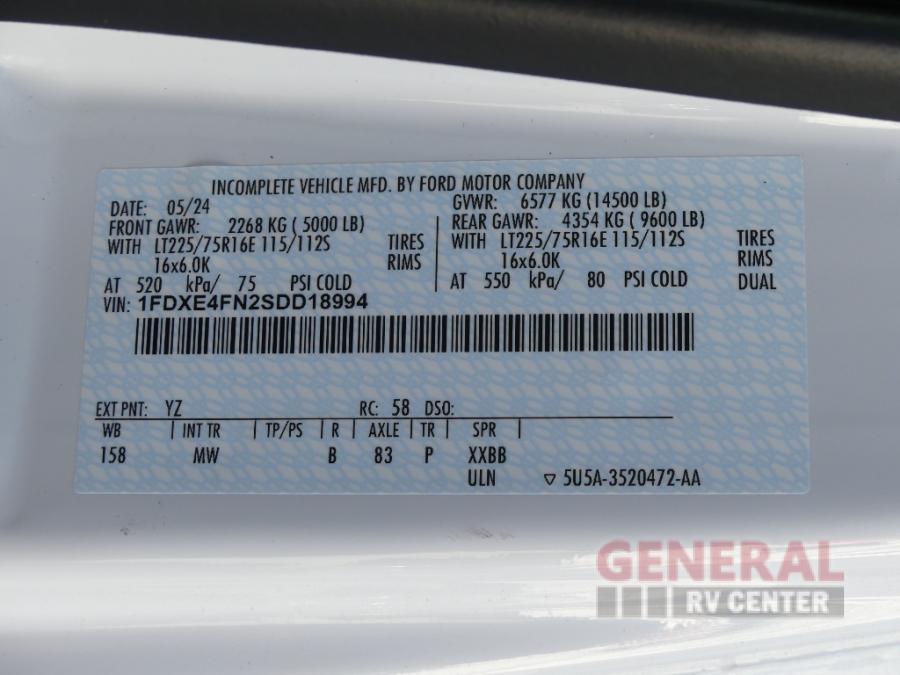 INCOMPLETE VEHICLE MFD. BY FORD MOTOR COMPANY
DATE: 05/24 GVWR: 6577 KG (14500 LB)
FRONT GAWR: 2268 KG ( 5000 LB) REAR GAWR: 4354 KG ( 9600 LB)
WITH LT225/75R16E 115/112S TIRES WITH LT225/75R16E 115/112S TIRES
16x6.0K RIMS 16x6.0K RIMS
AT 520 kPa/ 75 PSI COLD AT 550 kPa/ 80 PSI COLD DUAL
VIN: 1FDXE4FN2SDD18994
EXT PNT: YZ RC: 58 DSO:
WB INT TR TP/PS R AXLE TR SPR
158 MW B 83 P XXBB
ULN ▽ 5U5A-3520472-AA
GENERAL
RV CENTER